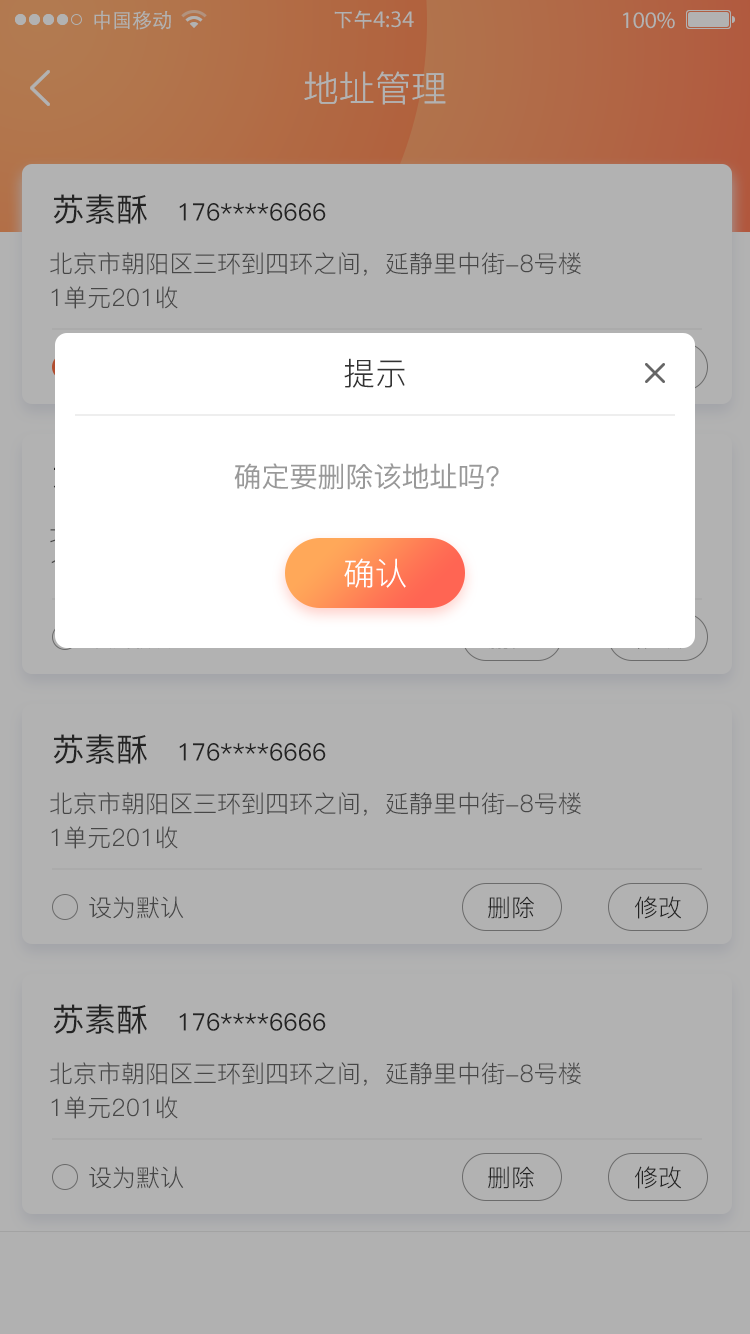 中国移动 下午4:34 100%
地址管理
苏素酥 176****6666
北京市朝阳区三环到四环之间，延静里中街-8号楼
1单元201收
提示
确定要删除该地址吗?
确认
苏素酥 176****6666
北京市朝阳区三环到四环之间，延静里中街-8号楼
1单元201收
设为默认 删除 修改
苏素酥 176****6666
北京市朝阳区三环到四环之间，延静里中街-8号楼
1单元201收
设为默认 删除 修改